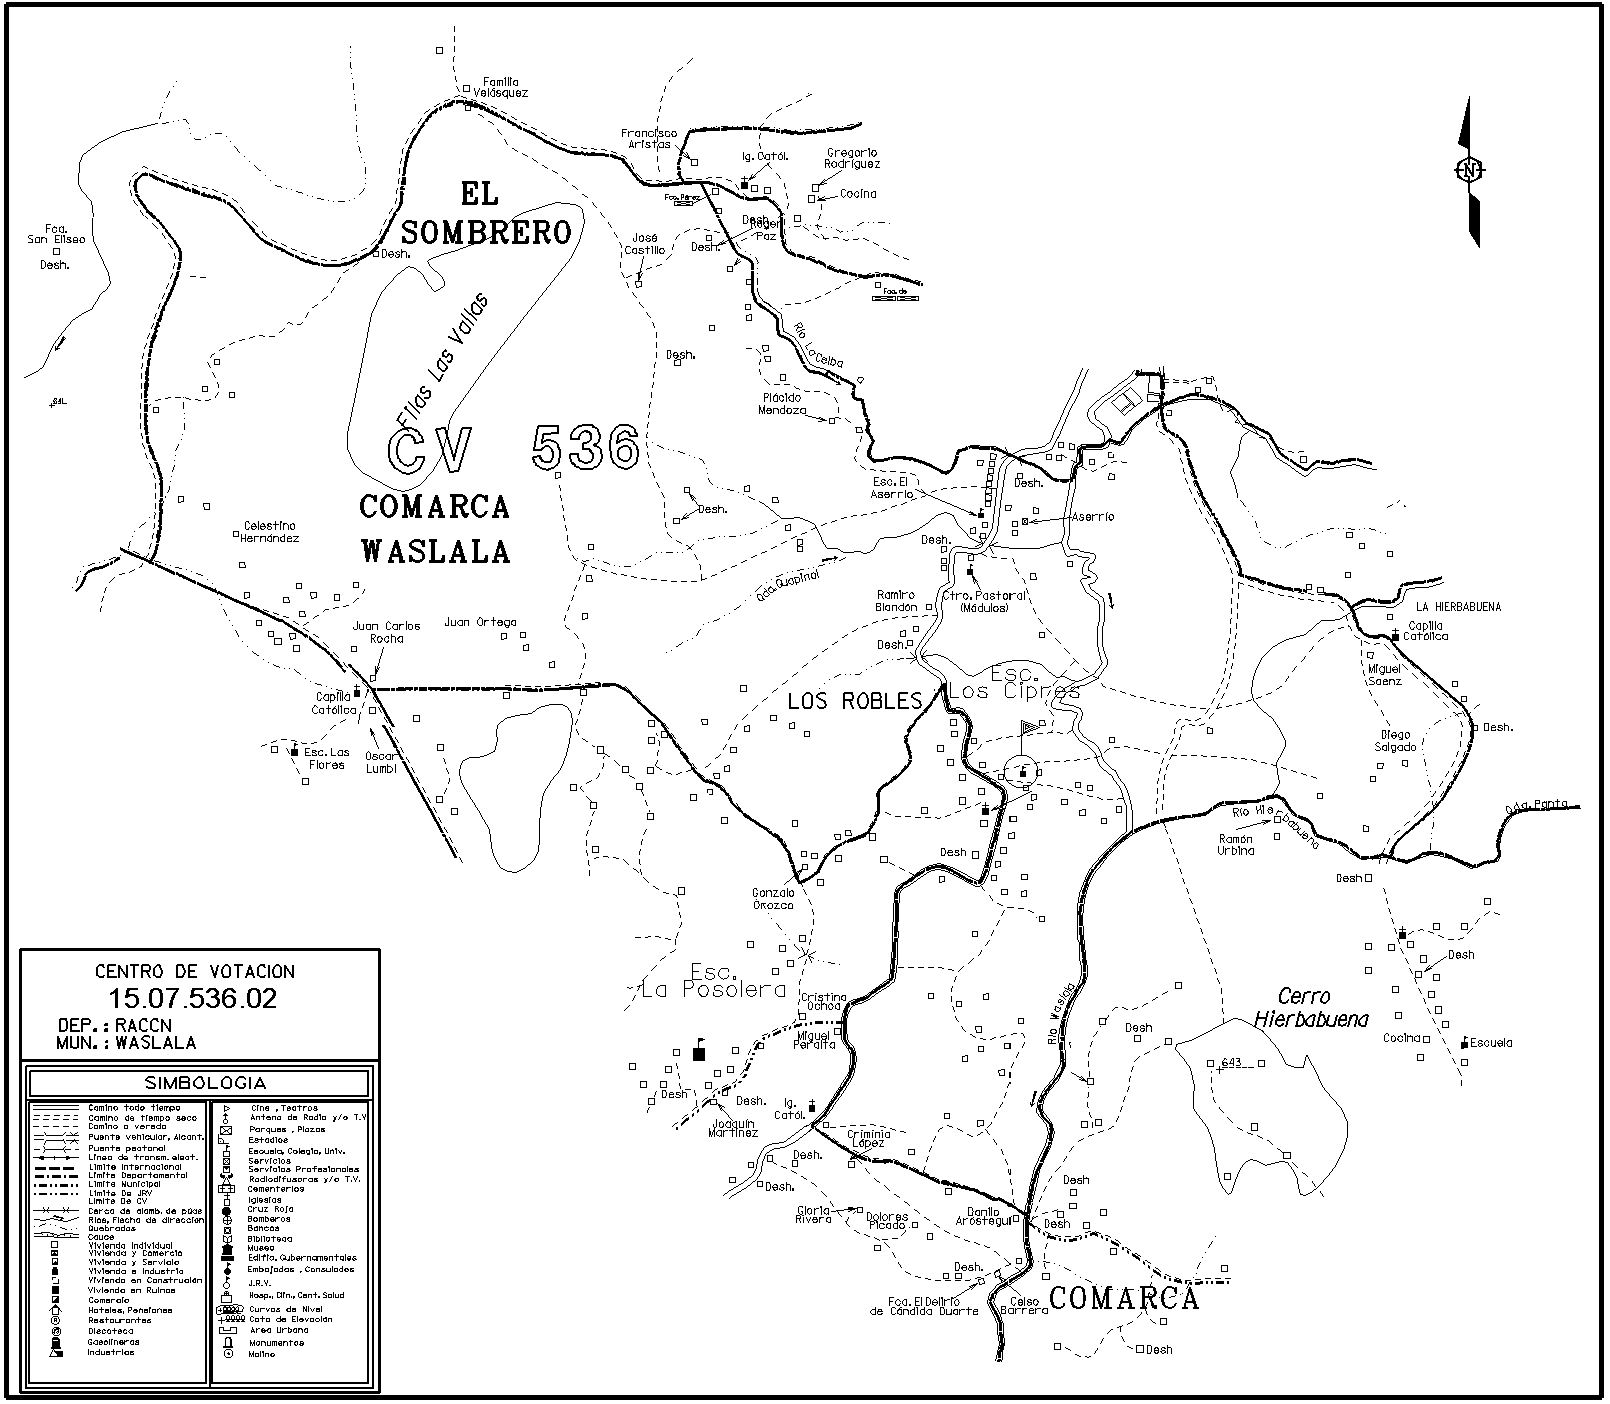 Familia
Velásquez
Francisco
Aristas
Ig. Catól.
Gregorio
Rodríguez
Cocina
N
EL
SOMBRERO
Fca. Pérez
Desh.
Roger
Paz
Fca.
San Eliseo
Desh.
Desh.
José
Castillo
Desh.
Fca. de
Filas Las Vallas
Río La Ceiba
Desh.
Plácido
Mendoza
CV 536
COMARCA
WASLALA
Esc. El
Aserrío
Desh.
Desh.
Aserrío
Celestino
Hernández
Desh.
Qda. Quapinol
Ctro. Pastoral
(Módulos)
Ramiro
Blandón
LA HIERBABUENA
Capilla
Católica
Juan Carlos
Rocha
Juan Ortega
Desh.
Miguel
Saenz
Esc.
Los Cipres
Capilla
Católica
LOS ROBLES
Desh.
Diego
Salgado
Esc. Las
Flores
Oscar
Lumbi
Qda. Panta
Río Hierbabuena
Ramón
Urbina
Desh
Desh
Gonzalo
Orozco
Desh
Esc.
La Posolera
Cristina
Ochoa
Miguel
Peralta
Río Waslala
Desh
Cerro
Hierbabuena
Cocina
Escuela
643
Desh
Desh.
Joaquín
Martínez
Ig.
Catól.
Criminia
López
Desh.
Desh.
Gloria
Rivera
Dolores
Picado
Danilo
Aróstegui
Desh
Desh
Desh.
Fca. El Delirio
de Cándida Duarte
Celso
Barrera
COMARCA
Desh
CENTRO DE VOTACION
15.07.536.02
DEP.: RACCN
MUN.: WASLALA
SIMBOLOGIA
Camino todo tiempo
Camino de tiempo seco
Camino o vereda
Puente vehicular, Alcant.
Puente peatonal
Línea de transm. elect.
Límite Internacional
Límite Departamental
Límite Municipal
Límite De JRV
Límite De CV
Cerca de alamb. de púas
Ríos, Flecha de dirección
Quebradas
Cauce
Vivienda Individual
Vivienda y Comercio
Vivienda y Servicio
Vivienda e Industria
Vivienda en Construcción
Vivienda en Ruinas
Comercio
Hoteles, Pensiones
Restaurantes
Discoteca
Gasolineras
Industrias
Cine, Teatros
Antena de Radio y/o T.V
Parques, Plazas
Estadios
Escuela, Colegio, Univ.
Servicios
Servicios Profesionales
Radiodifusoras y/o T.V.
Cementerios
Iglesias
Cruz Roja
Bomberos
Bancos
Biblioteca
Museo
Edific. Gubernamentales
Embajadas, Consulados
J.R.V.
Hosp., Clín., Cent. Salud
Curvas de Nivel
Cota de Elevación
Area Urbana
Monumentos
Molino